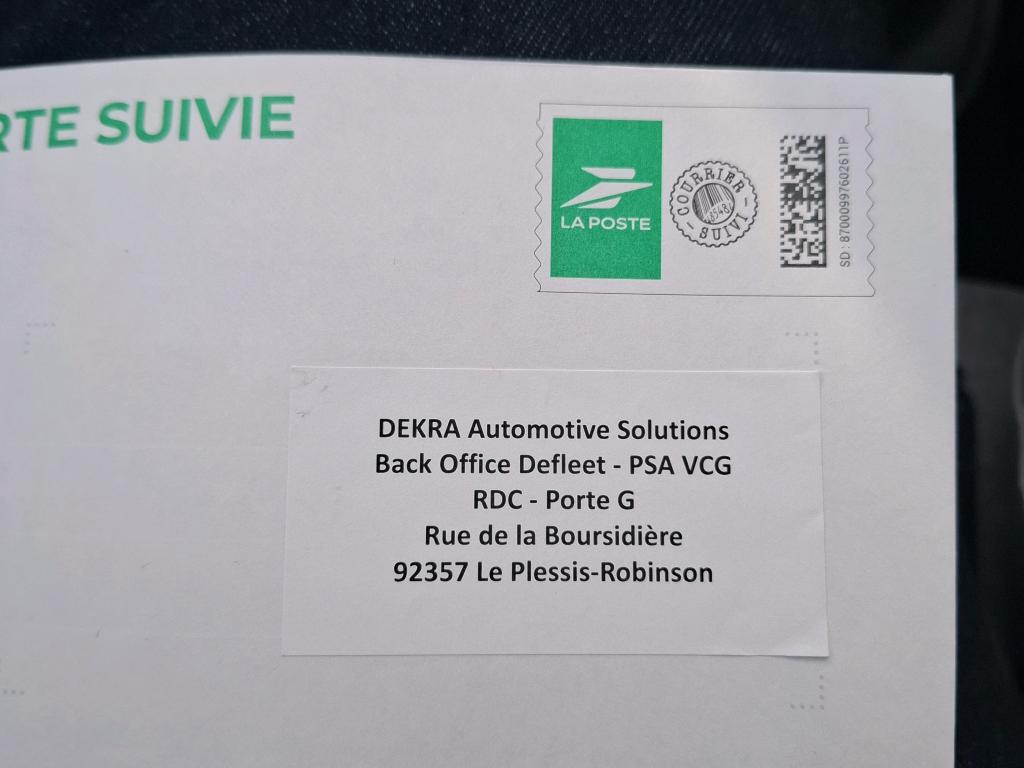 RTE SUIVIE
LA POSTE
COURRIER
SUIVI
SD : 87000997602611P
DEKRA Automotive Solutions
Back Office Defleet - PSA VCG
RDC - Porte G
Rue de la Boursidière
92357 Le Plessis-Robinson